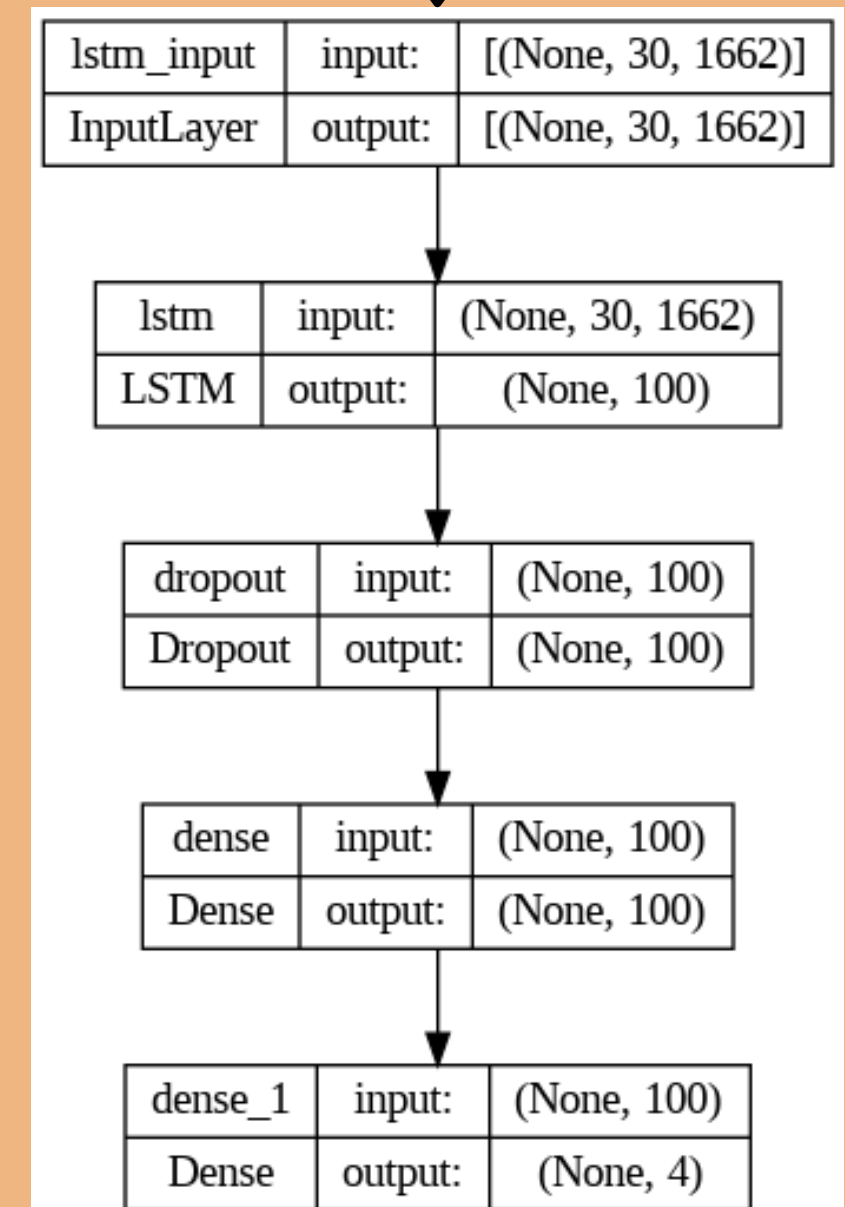 lstm_input input: [(None, 30, 1662)]
InputLayer output: [(None, 30, 1662)]
lstm input: (None, 30, 1662)
LSTM output: (None, 100)
dropout input: (None, 100)
Dropout output: (None, 100)
dense input: (None, 100)
Dense output: (None, 100)
dense_1 input: (None, 100)
Dense output: (None, 4)